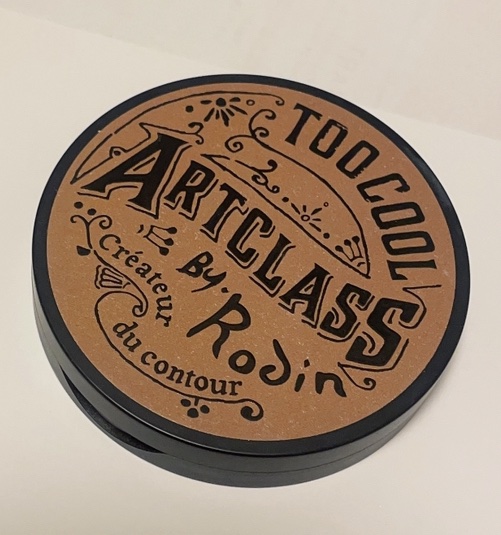 TOO COOL
ARTCLASS
By. Rodin
Créateur
du contour